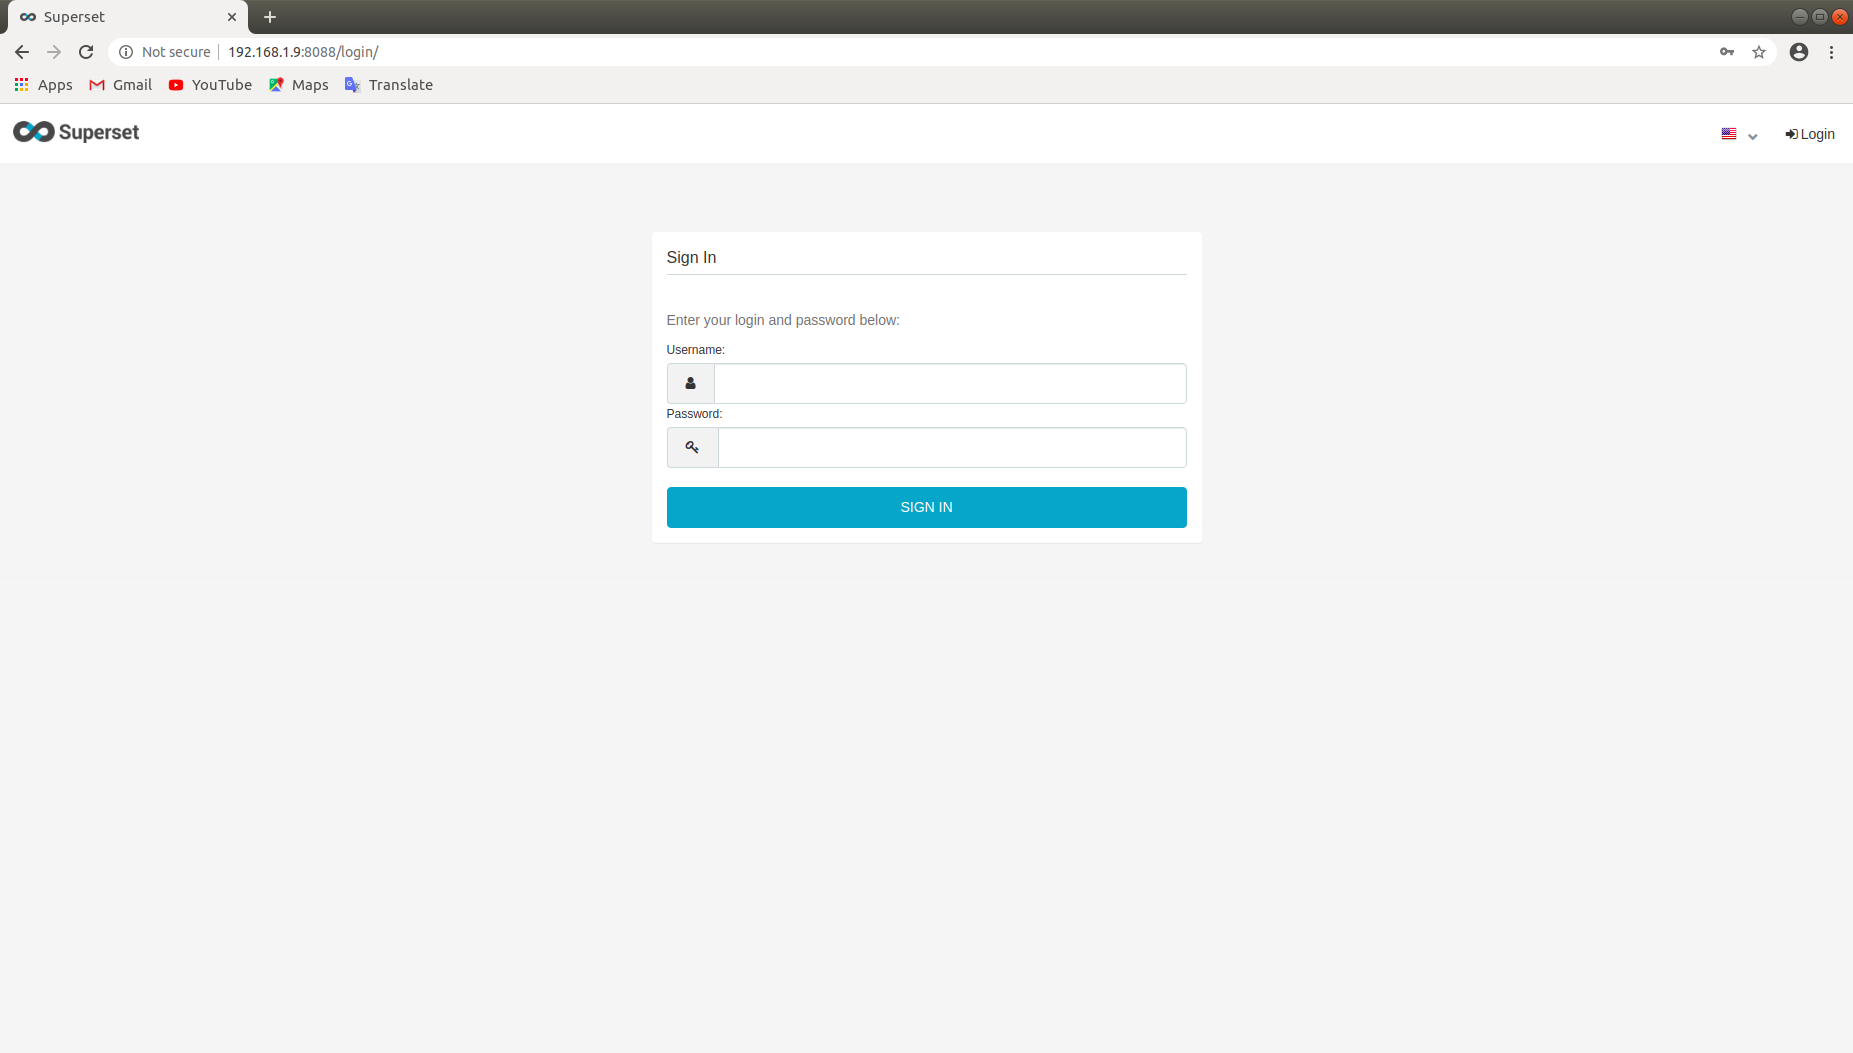 Superset
Not secure 192.168.1.9:8088/login/
Apps Gmail YouTube Maps Translate
Superset Login
Sign In
Enter your login and password below:
Username:
Password:
SIGN IN